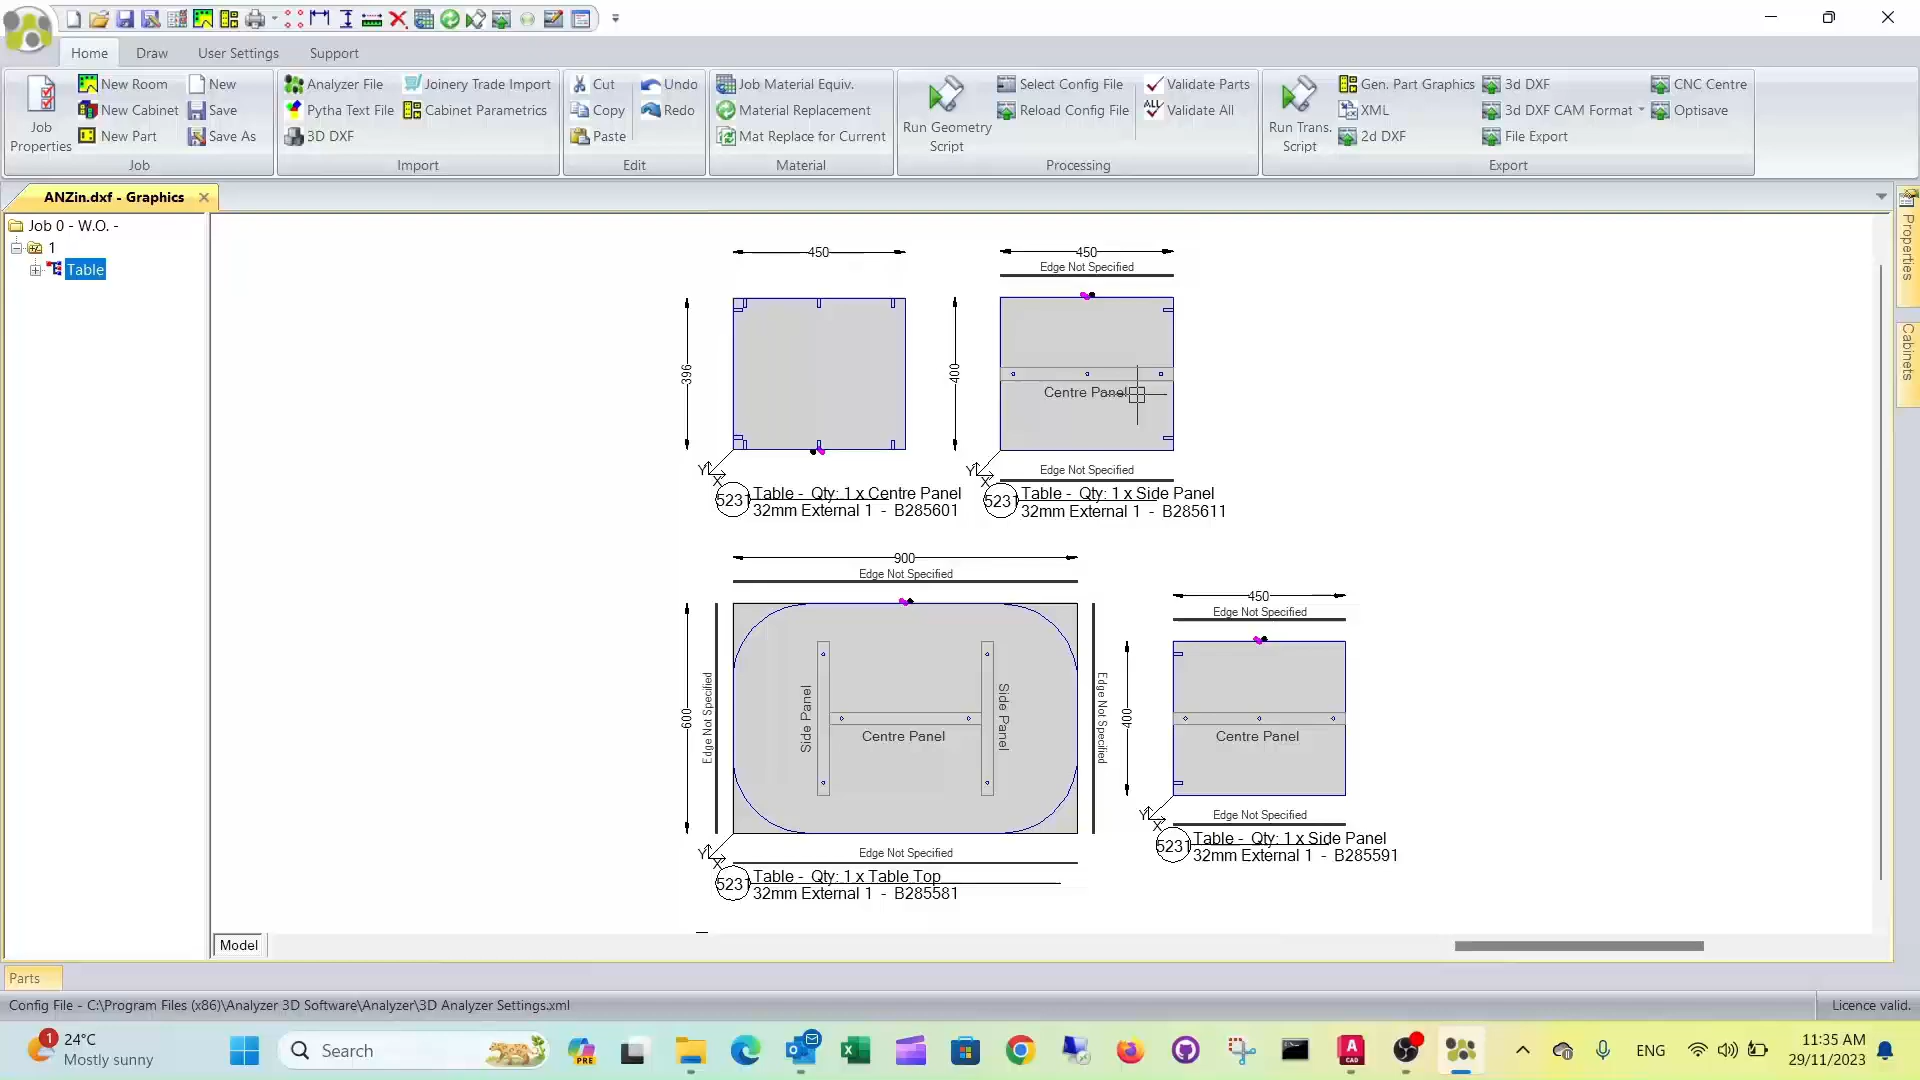 Home
Draw
User Settings
Support
Job Properties
New Room
New Cabinet
New Part
New
Save
Save As
Job
Analyzer File
Pytha Text File
3D DXF
Joinery Trade Import
Cabinet Parametrics
Import
Cut
Copy
Paste
Undo
Redo
Edit
Job Material Equiv.
Material Replacement
Mat Replace for Current
Material
Run Geometry Script
Select Config File
Reload Config File
Validate Parts
ALL
Validate All
Processing
Run Trans. Script
Gen. Part Graphics
XML
2d DXF
3d DXF
3d DXF CAM Format
File Export
CNC Centre
Optisave
Export
ANZin.dxf - Graphics
Job 0 - W.O. -
1
Table
Properties
Cabinets
450
396
Y
X
5231
Table - Qty: 1 x Centre Panel
32mm External 1 - B285601
450
Edge Not Specified
400
Centre Panel
Edge Not Specified
Y
X
5231
Table - Qty: 1 x Side Panel
32mm External 1 - B285611
900
Edge Not Specified
600
Edge Not Specified
Side Panel
Centre Panel
Side Panel
Edge Not Specified
Edge Not Specified
Y
X
5231
Table - Qty: 1 x Table Top
32mm External 1 - B285581
450
Edge Not Specified
400
Centre Panel
Edge Not Specified
Y
X
5231
Table - Qty: 1 x Side Panel
32mm External 1 - B285591
Model
Parts
Config File - C:\Program Files (x86)\Analyzer 3D Software\Analyzer\3D Analyzer Settings.xml
Licence valid.
1
24°C
Mostly sunny
Search
PRE
CAD
ENG
11:35 AM
29/11/2023